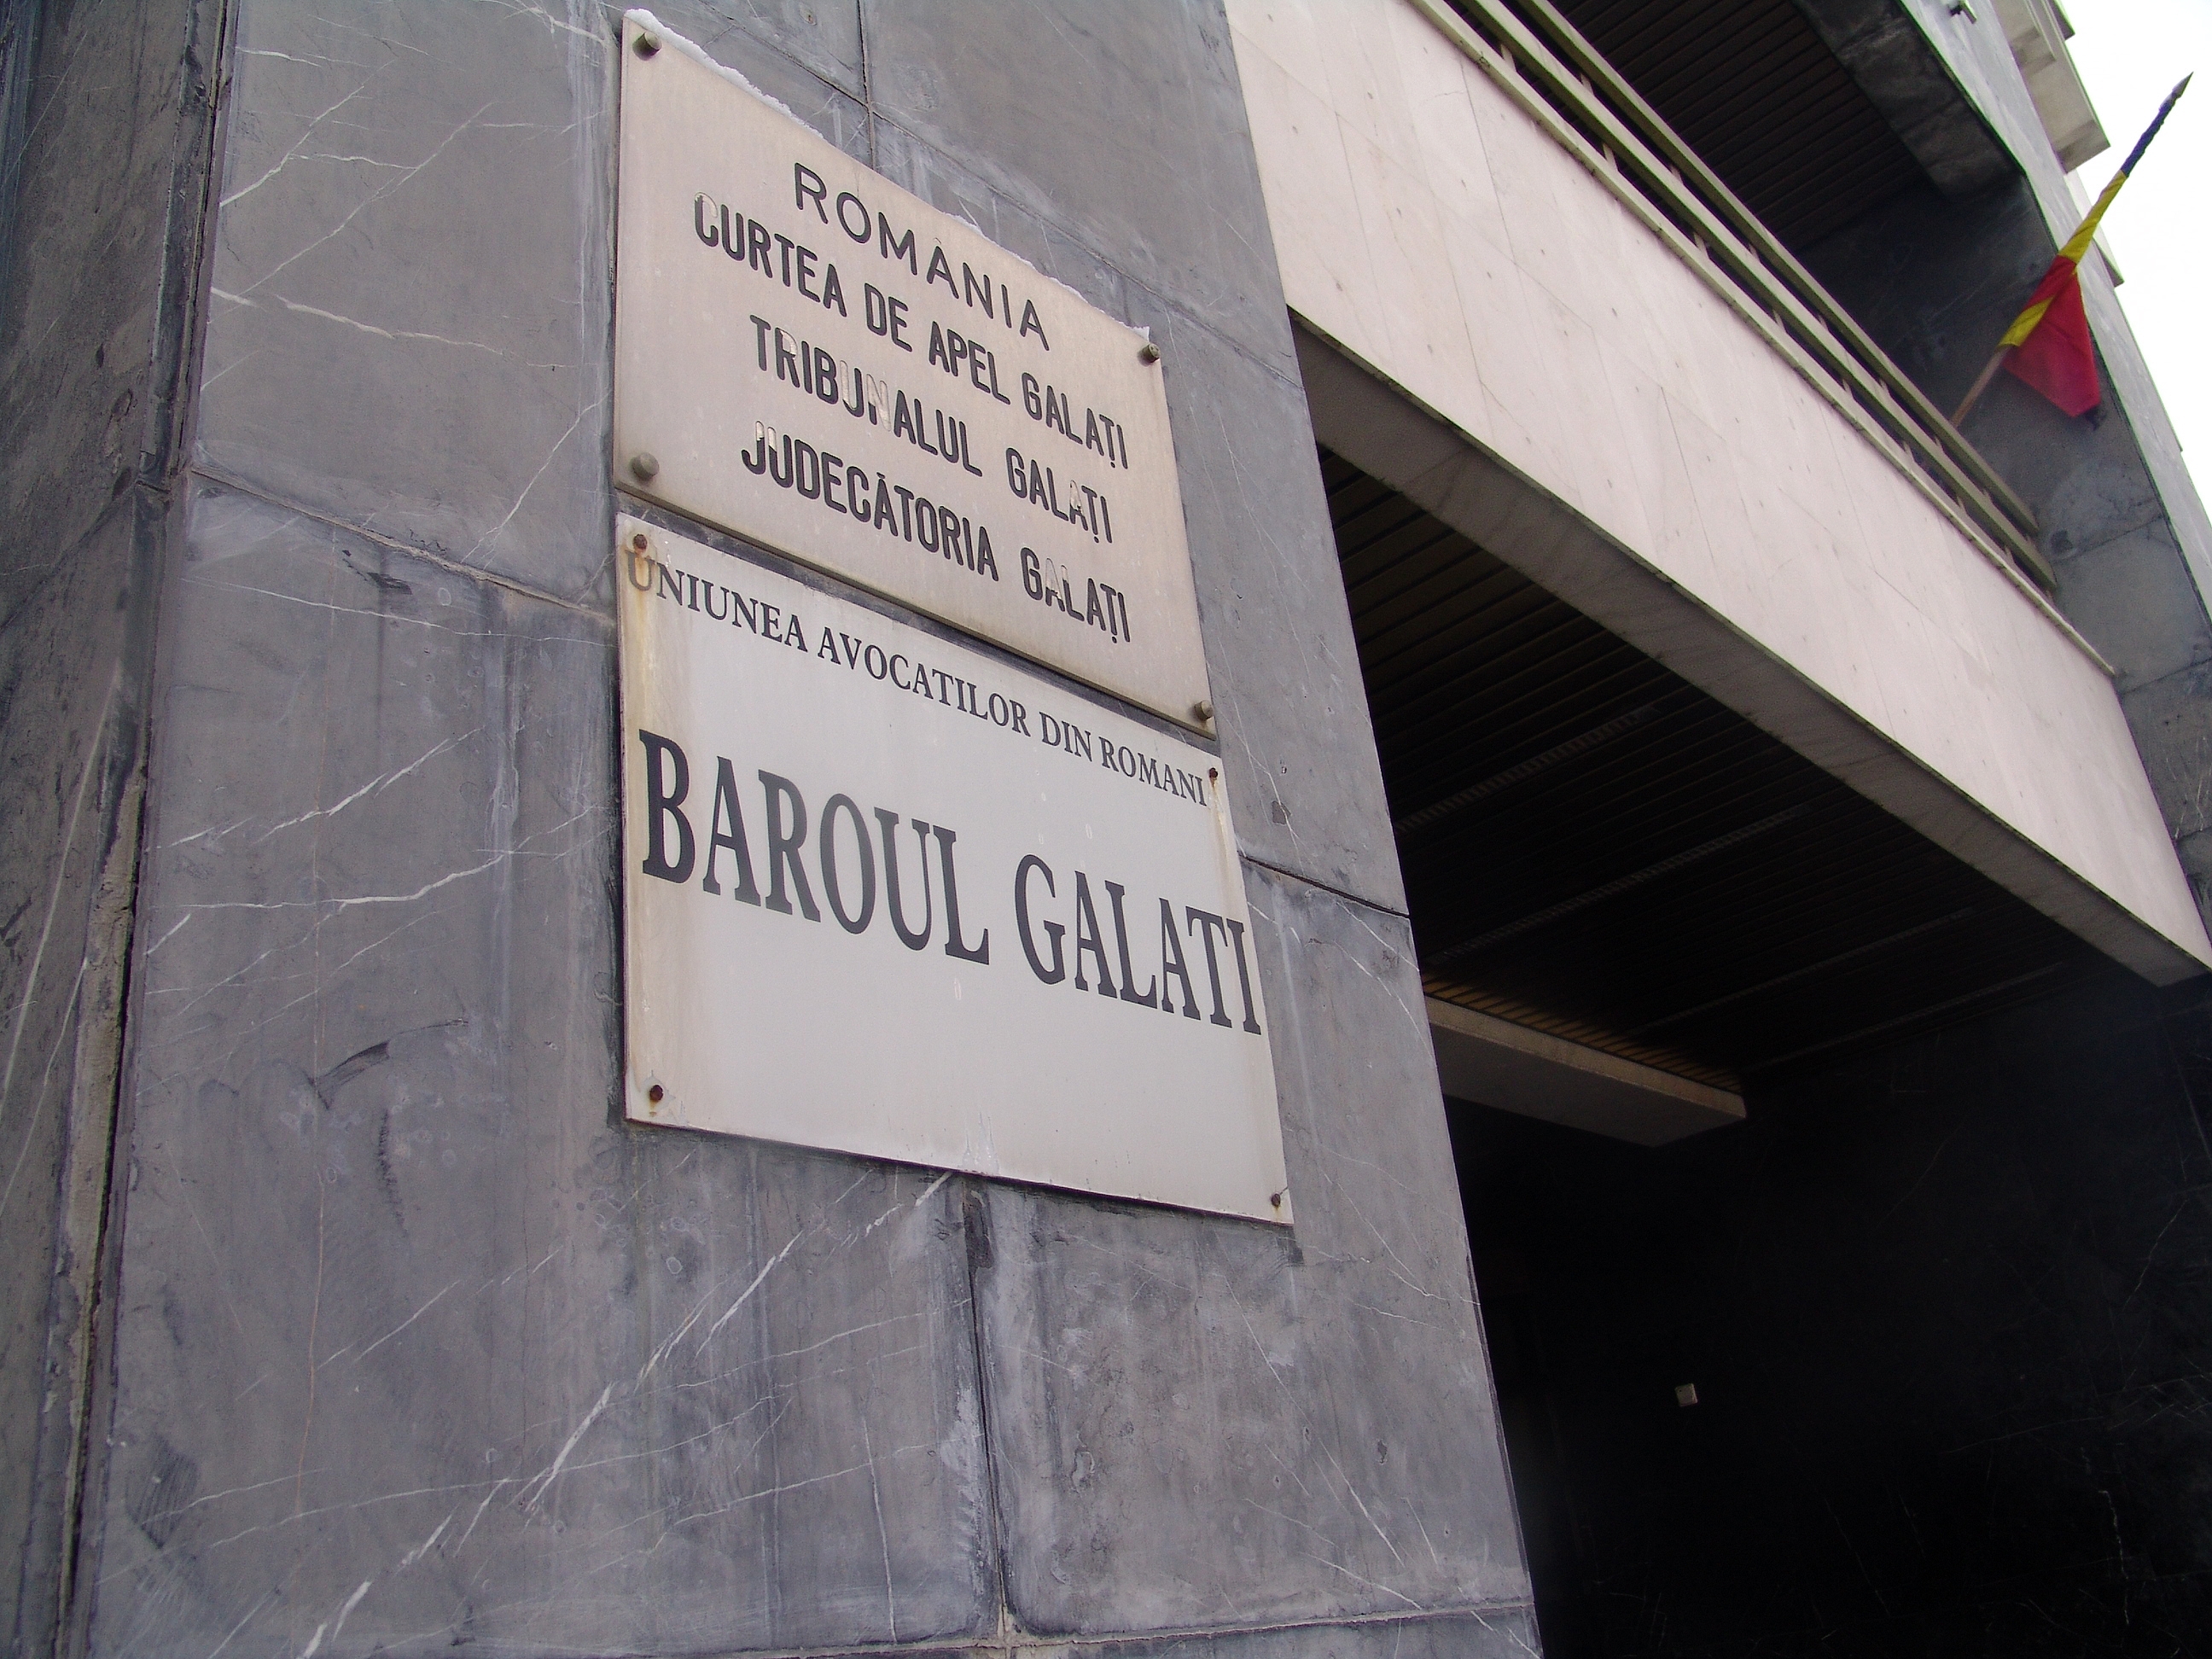 ROMÂNIA
CURTEA DE APEL GALAȚI
TRIBUNALUL GALAȚI
JUDECĂTORIA GALAȚI
UNIUNEA AVOCATILOR DIN ROMANI
BAROUL GALATI